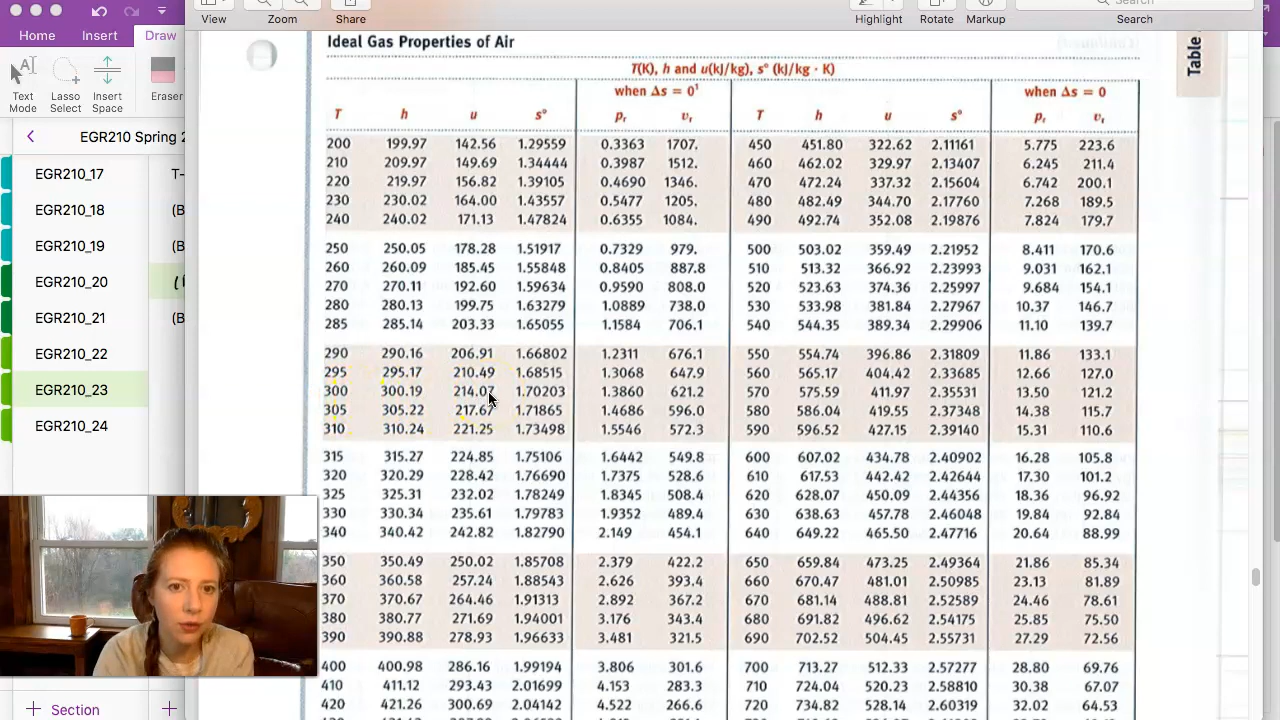 View Zoom Share Highlight Rotate Markup Search
Home Insert Draw
Mode Lasso Select Insert Space Eraser
EGR210 Spring 2
EGR210_17 T-
EGR210_18 (B
EGR210_19 (B
EGR210_20
EGR210_21 (B
EGR210_22
EGR210_23
EGR210_24
+ Section +
Table
Ideal Gas Properties of Air
T(K), h and u(kJ/kg), s° (kJ/kg · K)
when Δs = 0¹ when Δs = 0
T h u s° pr vr T h u s° pr vr
200 199.97 142.56 1.29559 0.3363 1707. 450 451.80 322.62 2.11161 5.775 223.6
210 209.97 149.69 1.34444 0.3987 1512. 460 462.02 329.97 2.13407 6.245 211.4
220 219.97 156.82 1.39105 0.4690 1346. 470 472.24 337.32 2.15604 6.742 200.1
230 230.02 164.00 1.43557 0.5477 1205. 480 482.49 344.70 2.17760 7.268 189.5
240 240.02 171.13 1.47824 0.6355 1084. 490 492.74 352.08 2.19876 7.824 179.7
250 250.05 178.28 1.51917 0.7329 979. 500 503.02 359.49 2.21952 8.411 170.6
260 260.09 185.45 1.55848 0.8405 887.8 510 513.32 366.92 2.23993 9.031 162.1
270 270.11 192.60 1.59634 0.9590 808.0 520 523.63 374.36 2.25997 9.684 154.1
280 280.13 199.75 1.63279 1.0889 738.0 530 533.98 381.84 2.27967 10.37 146.7
285 285.14 203.33 1.65055 1.1584 706.1 540 544.35 389.34 2.29906 11.10 139.7
290 290.16 206.91 1.66802 1.2311 676.1 550 554.74 396.86 2.31809 11.86 133.1
295 295.17 210.49 1.68515 1.3068 647.9 560 565.17 404.42 2.33685 12.66 127.0
300 300.19 214.07 1.70203 1.3860 621.2 570 575.59 411.97 2.35531 13.50 121.2
305 305.22 217.67 1.71865 1.4686 596.0 580 586.04 419.55 2.37348 14.38 115.7
310 310.24 221.25 1.73498 1.5546 572.3 590 596.52 427.15 2.39140 15.31 110.6
315 315.27 224.85 1.75106 1.6442 549.8 600 607.02 434.78 2.40902 16.28 105.8
320 320.29 228.42 1.76690 1.7375 528.6 610 617.53 442.42 2.42644 17.30 101.2
325 325.31 232.02 1.78249 1.8345 508.4 620 628.07 450.09 2.44356 18.36 96.92
330 330.34 235.61 1.79783 1.9352 489.4 630 638.63 457.78 2.46048 19.84 92.84
340 340.42 242.82 1.82790 2.149 454.1 640 649.22 465.50 2.47716 20.64 88.99
350 350.49 250.02 1.85708 2.379 422.2 650 659.84 473.25 2.49364 21.86 85.34
360 360.58 257.24 1.88543 2.626 393.4 660 670.47 481.01 2.50985 23.13 81.89
370 370.67 264.46 1.91313 2.892 367.2 670 681.14 488.81 2.52589 24.46 78.61
380 380.77 271.69 1.94001 3.176 343.4 680 691.82 496.62 2.54175 25.85 75.50
390 390.88 278.93 1.96633 3.481 321.5 690 702.52 504.45 2.55731 27.29 72.56
400 400.98 286.16 1.99194 3.806 301.6 700 713.27 512.33 2.57277 28.80 69.76
410 411.12 293.43 2.01699 4.153 283.3 710 724.04 520.23 2.58810 30.38 67.07
420 421.26 300.69 2.04142 4.522 266.6 720 734.82 528.14 2.60319 32.02 64.53